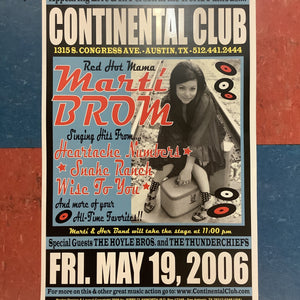 CONTINENTAL CLUB
1315 S. CONGRESS AVE. - AUSTIN, TX - 512.441.2444
Red Hot Mama
Marti
BROM
Singing Hits From...
Heartache Numbers ★
Snake Ranch ★
Wise To You ★
And more of your
All-Time Favorites!!
Marti & Her Band will take the stage at 11:00 pm
Special Guests THE HOYLE BROS. and THE THUNDERCHIEFS
FRI. MAY 19, 2006
For more on this & other great music action go to: www.ContinentalClub.com